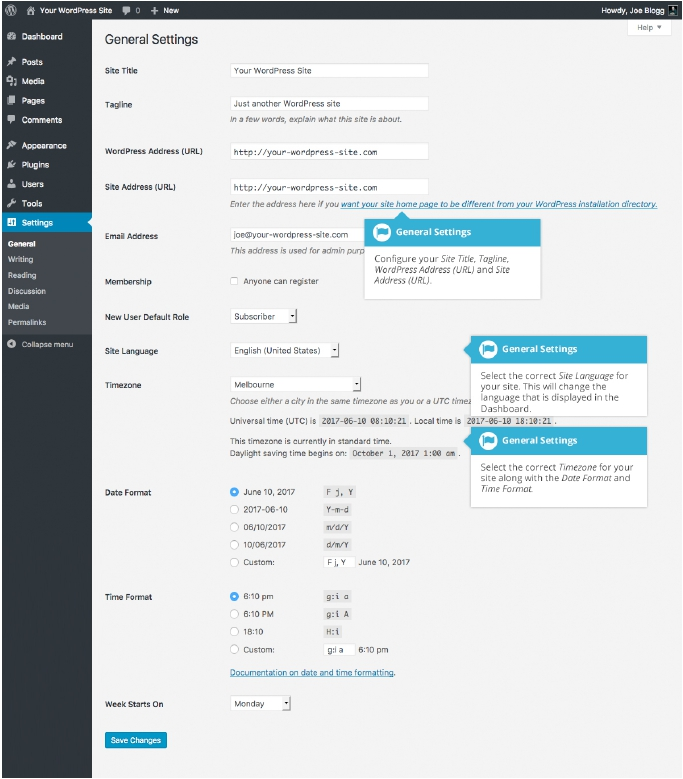 Your WordPress Site 0 New Howdy, Joe Blogg
Help
Dashboard
Posts
Media
Pages
Comments
Appearance
Plugins
Users
Tools
Settings
General
Writing
Reading
Discussion
Media
Permalinks
Collapse menu
General Settings
Site Title Your WordPress Site
Tagline Just another WordPress site
In a few words, explain what this site is about.
WordPress Address (URL) http://your-wordpress-site.com
Site Address (URL) http://your-wordpress-site.com
Enter the address here if you want your site home page to be different from your WordPress installation directory.
Email Address joe@your-wordpress-site.com
This address is used for admin purp
General Settings
Configure your Site Title, Tagline,
WordPress Address (URL) and Site
Address (URL).
Membership Anyone can register
New User Default Role Subscriber
Site Language English (United States)
General Settings
Select the correct Site Language for
your site. This will change the
language that is displayed in the
Dashboard.
Timezone Melbourne
Choose either a city in the same timezone as you or a UTC timez
Universal time (UTC) is 2017-06-10 08:10:21 . Local time is 2017-06-10 18:10:21 .
This timezone is currently in standard time.
Daylight saving time begins on: October 1, 2017 1:00 am .
General Settings
Select the correct Timezone for your
site along with the Date Format and
Time Format.
Date Format June 10, 2017 F j, Y
2017-06-10 Y-m-d
06/10/2017 m/d/Y
10/06/2017 d/m/Y
Custom: F j, Y June 10, 2017
Time Format 6:10 pm g:i a
6:10 PM g:i A
18:10 H:i
Custom: g:i a 6:10 pm
Documentation on date and time formatting.
Week Starts On Monday
Save Changes